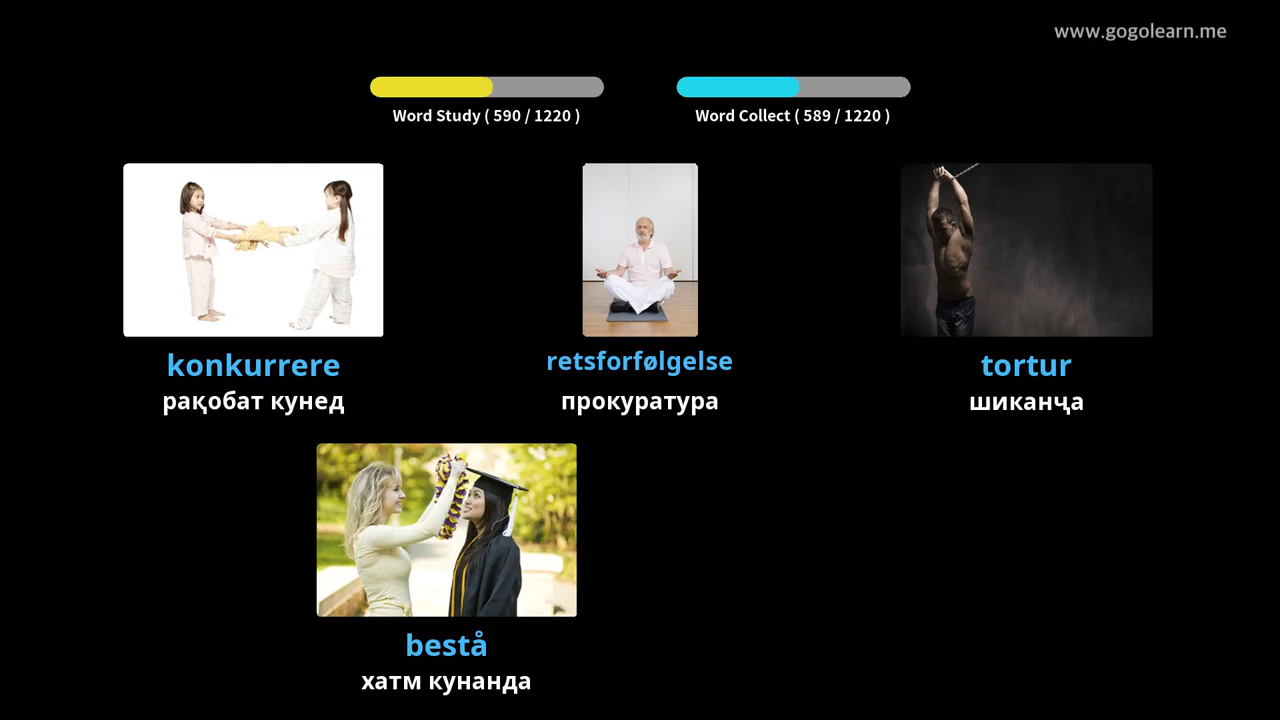 www.gogolearn.me
Word Study ( 590 / 1220 )
Word Collect ( 589 / 1220 )
konkurrere
рақобат кунед
retsforfølgelse
прокуратура
tortur
шиканҷа
bestå
хатм кунанда